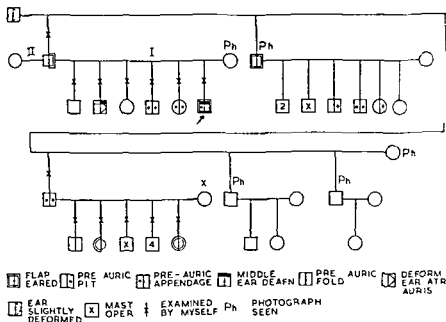 II I Ph Ph
2 X
Ph
Ph Ph
X
X 4
FLAP EARED PRE AURIC PIT PRE-AURIC APPENDAGE MIDDLE EAR DEAFN PRE AURIC FOLD DEFORM EAR ATR AURIS
EAR SLIGHTLY DEFORMED X MAST OPER EXAMINED BY MYSELF Ph PHOTOGRAPH SEEN